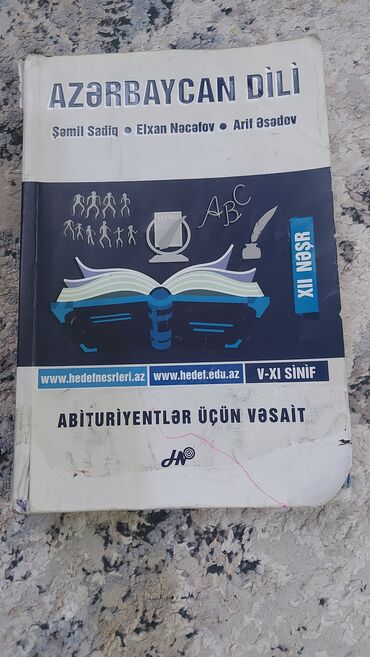 AZƏRBAYCAN DİLİ
Şəmil Sadiq • Elxan Nəcəfov • Arif Əsədov
ABC
XII NƏŞR
www.hedefnesrleri.az www.hedef.edu.az V-XI SİNİF
ABİTURİYENTLƏR ÜÇÜN VƏSAİT
HN